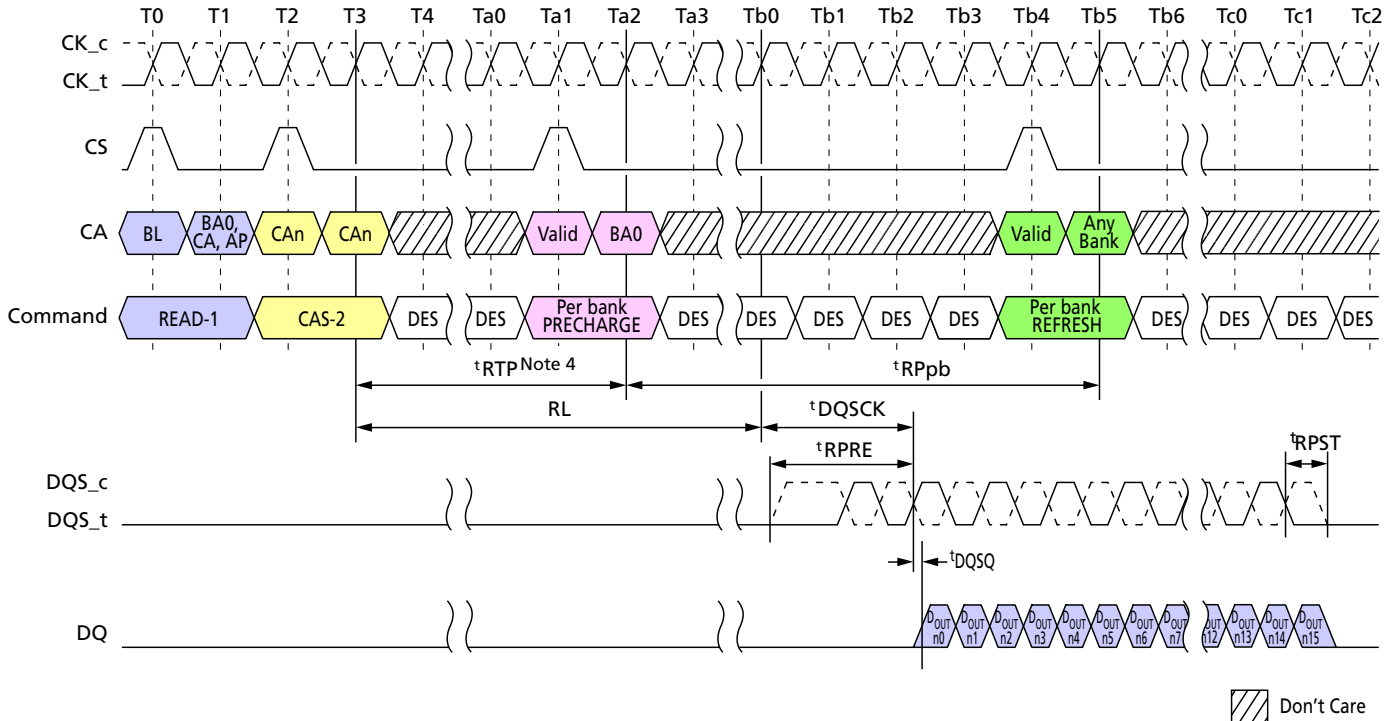 T0 T1 T2 T3 T4 Ta0 Ta1 Ta2 Ta3 Tb0 Tb1 Tb2 Tb3 Tb4 Tb5 Tb6 Tc0 Tc1 Tc2
CK_c
CK_t
CS
CA BL BA0, CA, AP CAn CAn Valid BA0 Valid Any Bank
Command READ-1 CAS-2 DES DES Per bank PRECHARGE DES DES DES DES DES Per bank REFRESH DES DES DES DES
tRTP Note 4 tRPpb
RL tDQSCK
tRPRE tRPST
DQS_c
DQS_t
tDQSQ
DQ DOUT n0 DOUT n1 DOUT n2 DOUT n3 DOUT n4 DOUT n5 DOUT n6 DOUT n7 DOUT n12 DOUT n13 DOUT n14 DOUT n15
Don't Care